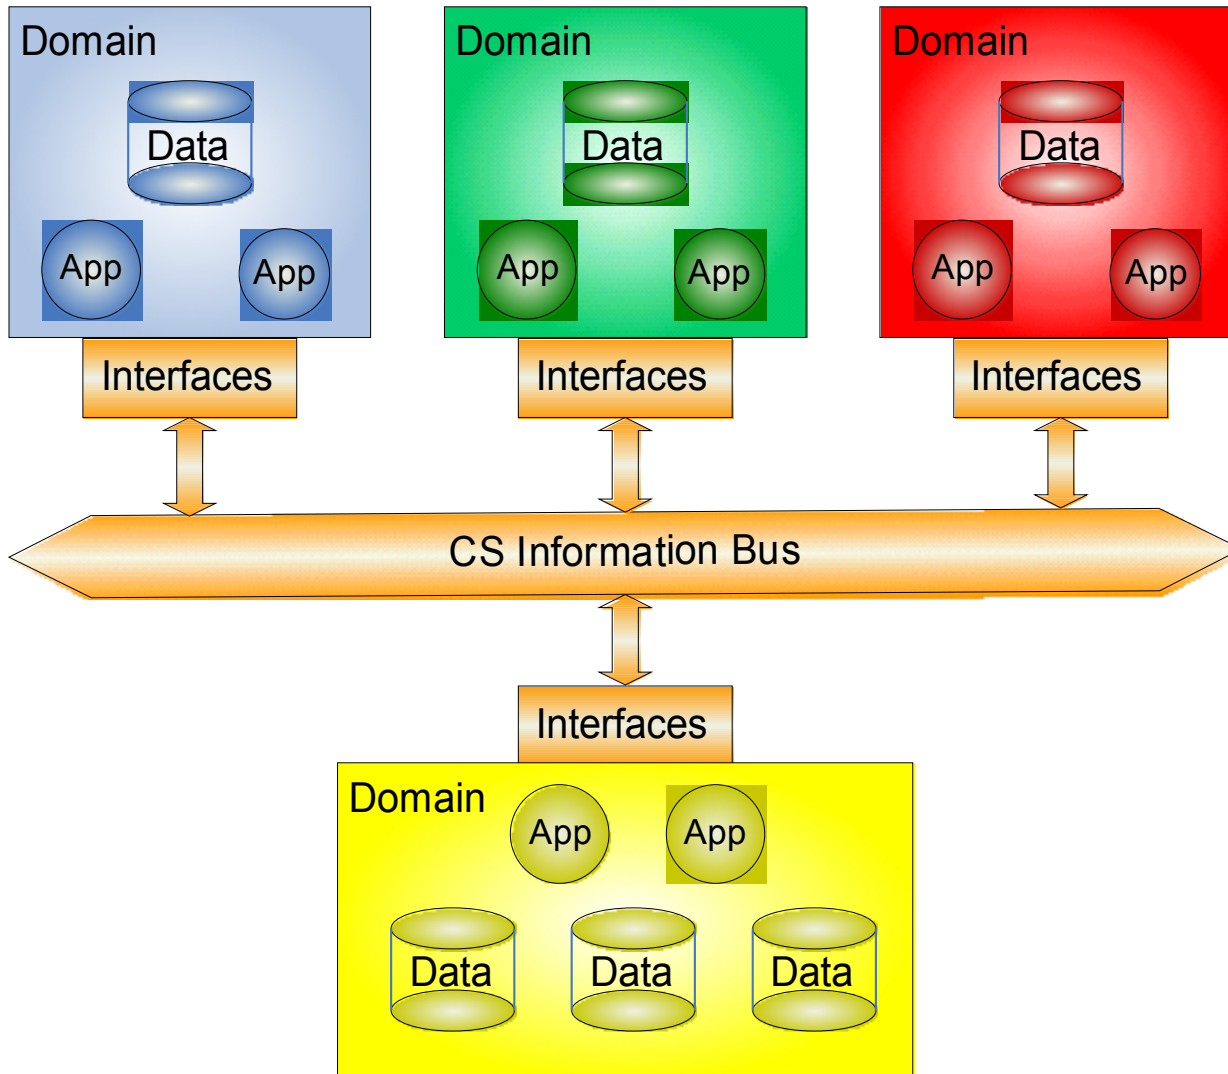 Domain
Data
App
App
Interfaces
Domain
Data
App
App
Interfaces
Domain
Data
App
App
Interfaces
CS Information Bus
Interfaces
Domain
App
App
Data
Data
Data